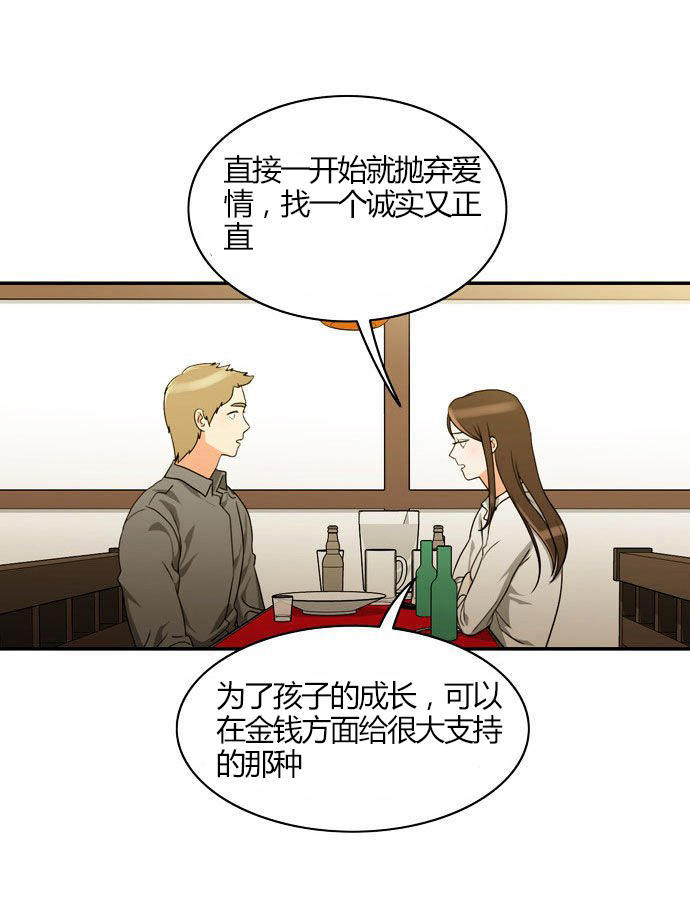 直接一开始就抛弃爱
情，找一个诚实又正
直
为了孩子的成长，可以
在金钱方面给很大支持
的那种